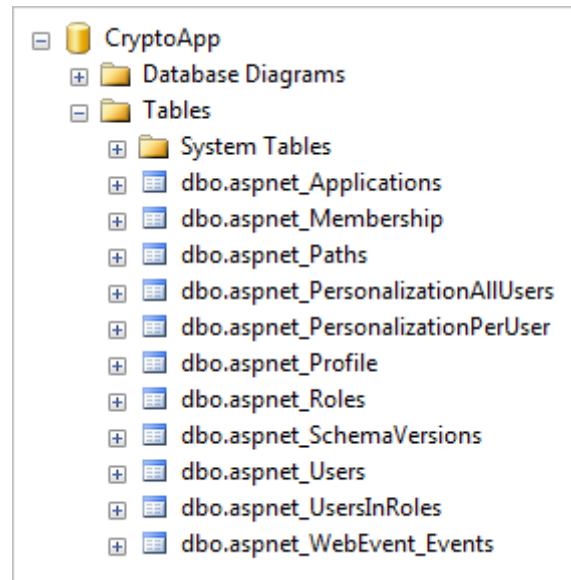 CryptoApp
Database Diagrams
Tables
System Tables
dbo.aspnet_Applications
dbo.aspnet_Membership
dbo.aspnet_Paths
dbo.aspnet_PersonalizationAllUsers
dbo.aspnet_PersonalizationPerUser
dbo.aspnet_Profile
dbo.aspnet_Roles
dbo.aspnet_SchemaVersions
dbo.aspnet_Users
dbo.aspnet_UsersInRoles
dbo.aspnet_WebEvent_Events